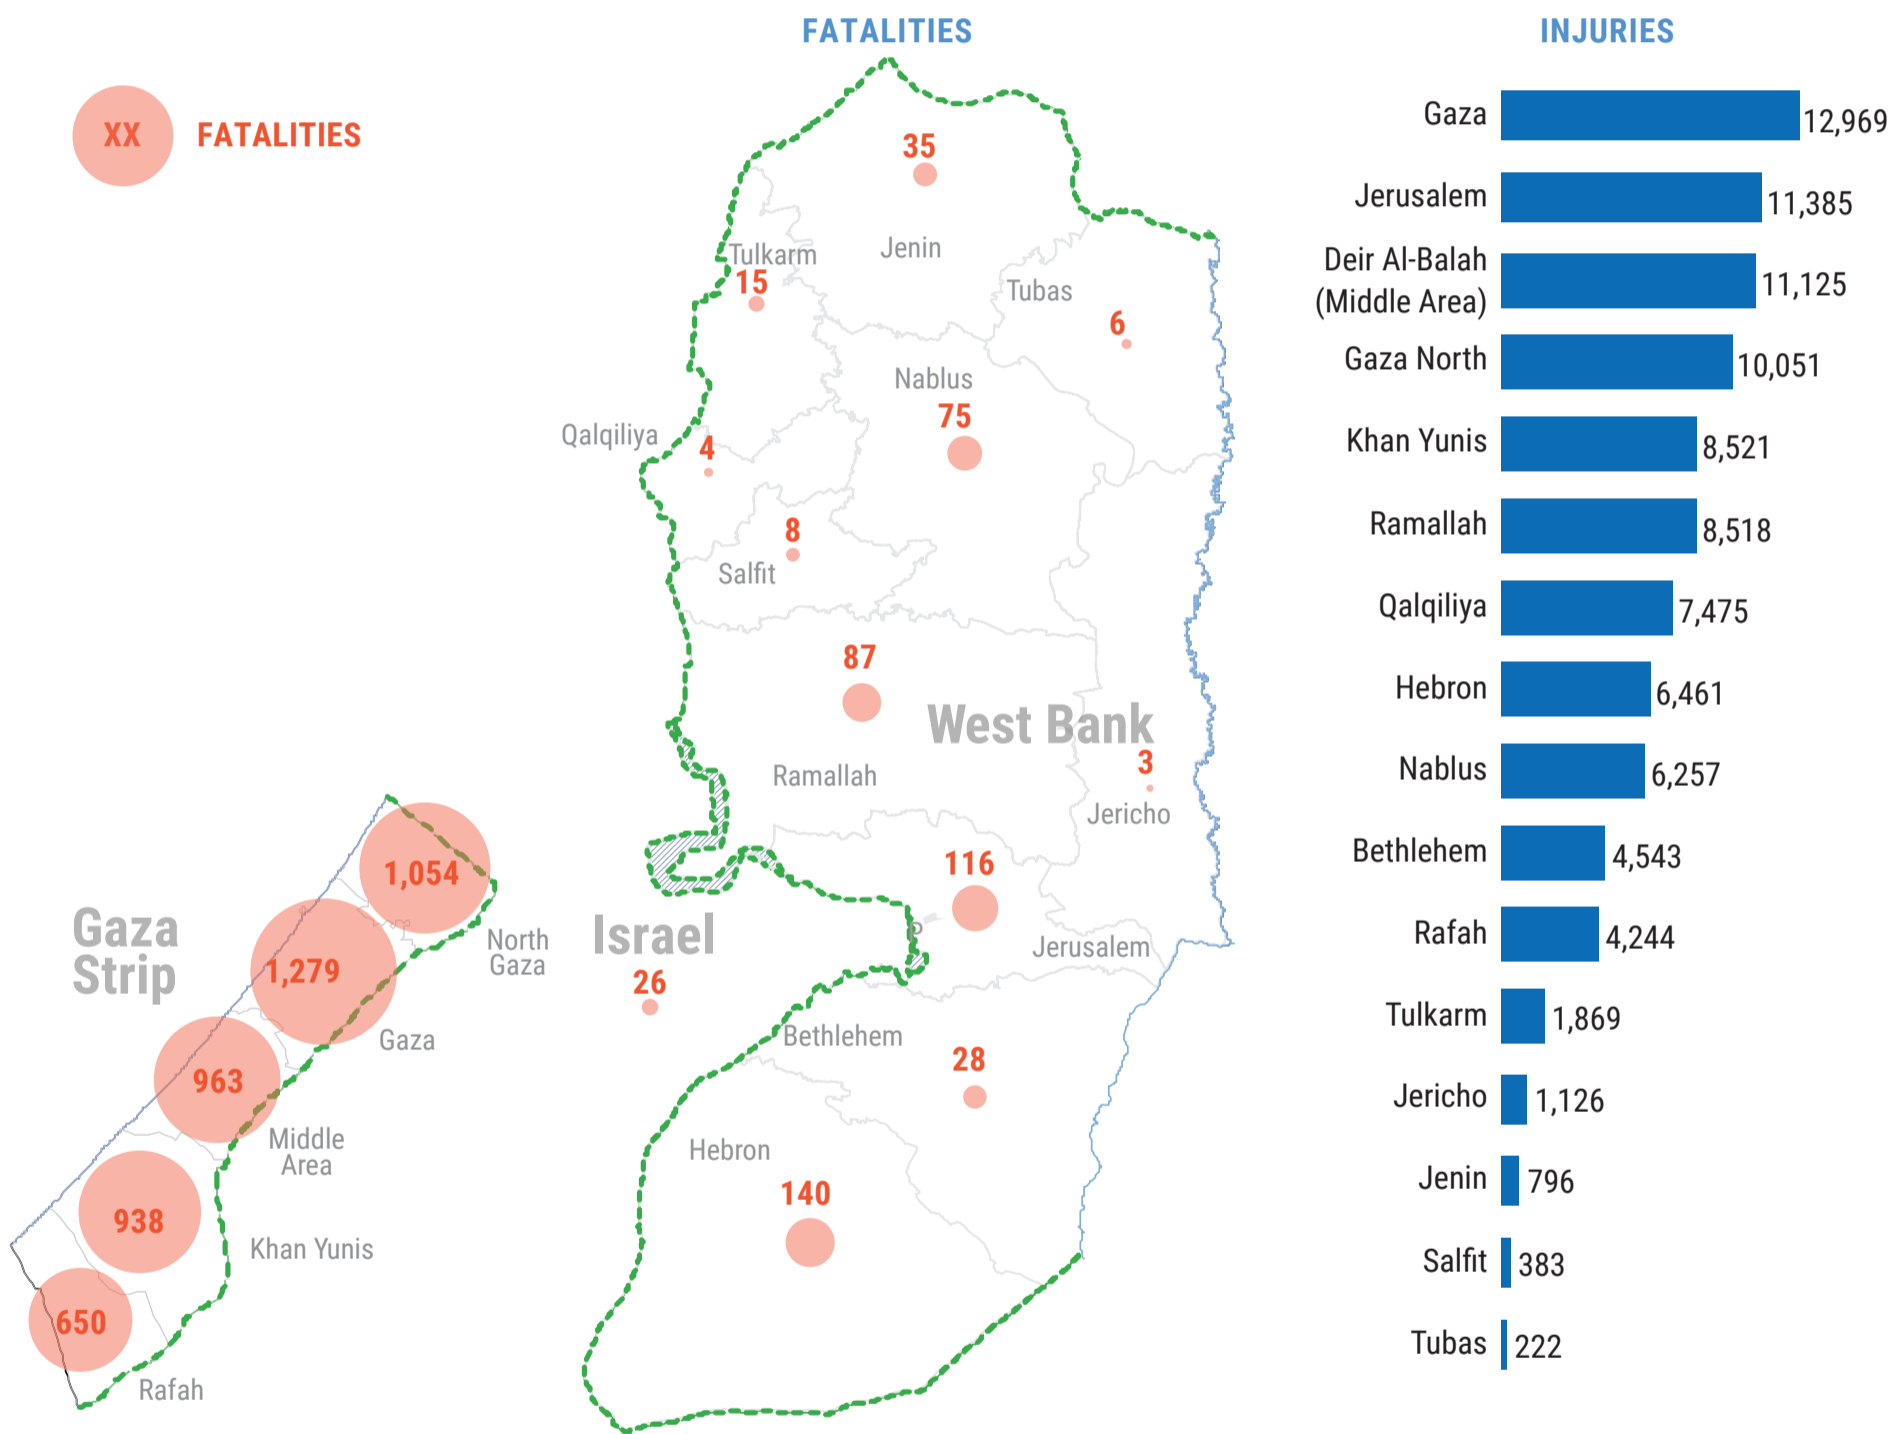 FATALITIES
INJURIES
XX
FATALITIES
35
Jenin
Tulkarm
15
Tubas
6
Nablus
75
Qalqiliya
4
8
Salfit
87
West Bank
Ramallah
3
Jericho
116
Jerusalem
Israel
26
Bethlehem
28
Hebron
140
Gaza
Strip
1,054
North
Gaza
1,279
Gaza
963
Middle
Area
938
Khan Yunis
650
Rafah
Gaza 12,969
Jerusalem 11,385
Deir Al-Balah
(Middle Area) 11,125
Gaza North 10,051
Khan Yunis 8,521
Ramallah 8,518
Qalqiliya 7,475
Hebron 6,461
Nablus 6,257
Bethlehem 4,543
Rafah 4,244
Tulkarm 1,869
Jericho 1,126
Jenin 796
Salfit 383
Tubas 222